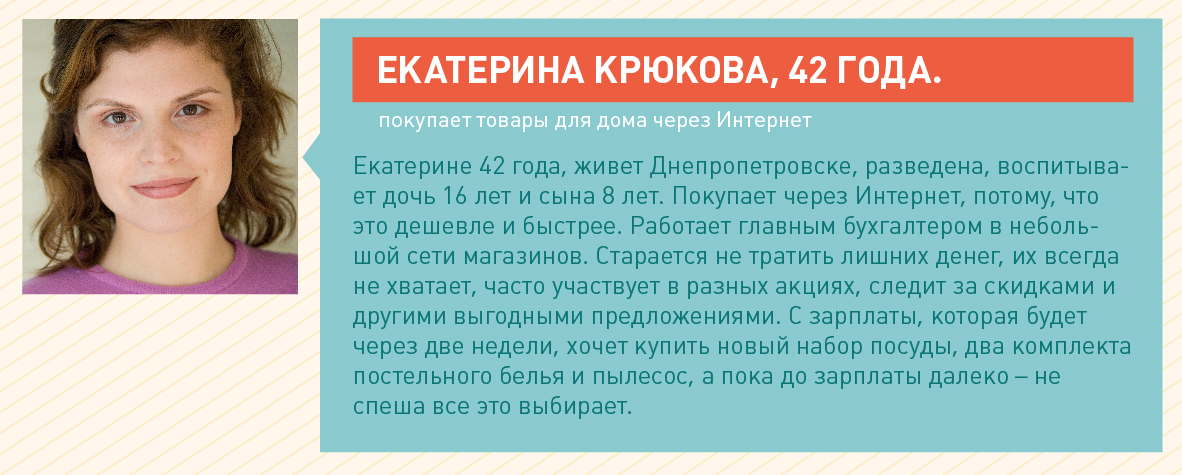 ЕКАТЕРИНА КРЮКОВА, 42 ГОДА.
покупает товары для дома через Интернет
Екатерине 42 года, живет Днепропетровске, разведена, воспитыва-
ет дочь 16 лет и сына 8 лет. Покупает через Интернет, потому, что
это дешевле и быстрее. Работает главным бухгалтером в неболь-
шой сети магазинов. Старается не тратить лишних денег, их всегда
не хватает, часто участвует в разных акциях, следит за скидками и
другими выгодными предложениями. С зарплаты, которая будет
через две недели, хочет купить новый набор посуды, два комплекта
постельного белья и пылесос, а пока до зарплаты далеко – не
спеша все это выбирает.